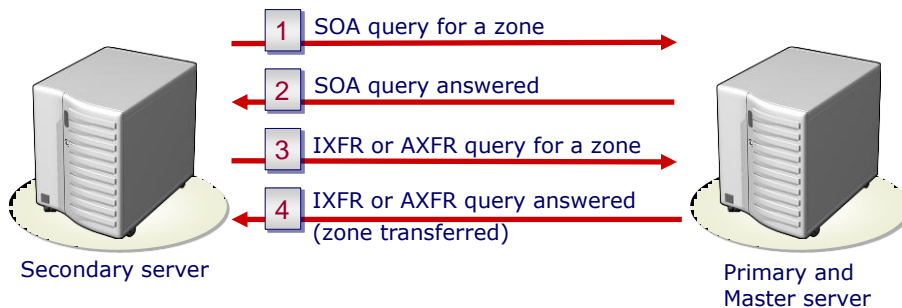 1 SOA query for a zone
2 SOA query answered
3 IXFR or AXFR query for a zone
4 IXFR or AXFR query answered
(zone transferred)
Secondary server
Primary and
Master server